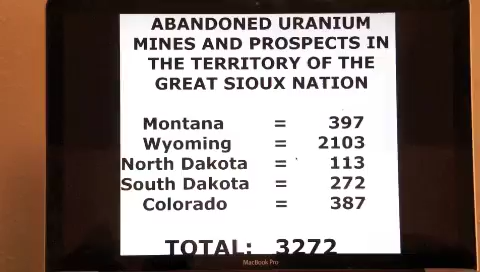 ABANDONED URANIUM
MINES AND PROSPECTS IN
THE TERRITORY OF THE
GREAT SIOUX NATION
Montana = 397
Wyoming = 2103
North Dakota = 113
South Dakota = 272
Colorado = 387
TOTAL: 3272
MacBook Pro